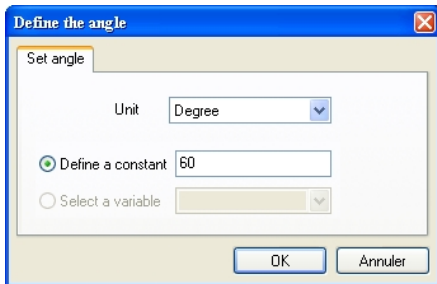 Define the angle
Set angle
Unit Degree
Define a constant 60
Select a variable
OK Annuler